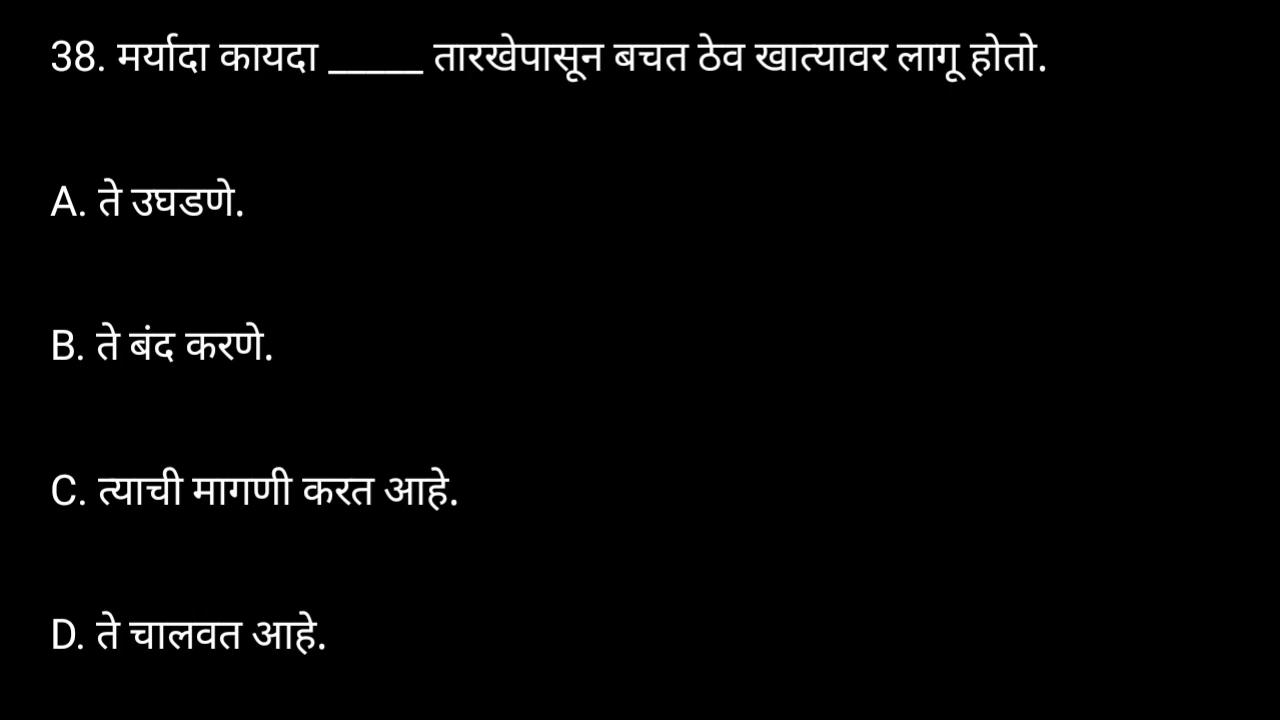 38. मर्यादा कायदा _____ तारखेपासून बचत ठेव खात्यावर लागू होतो.
A. ते उघडणे.
B. ते बंद करणे.
C. त्याची मागणी करत आहे.
D. ते चालवत आहे.